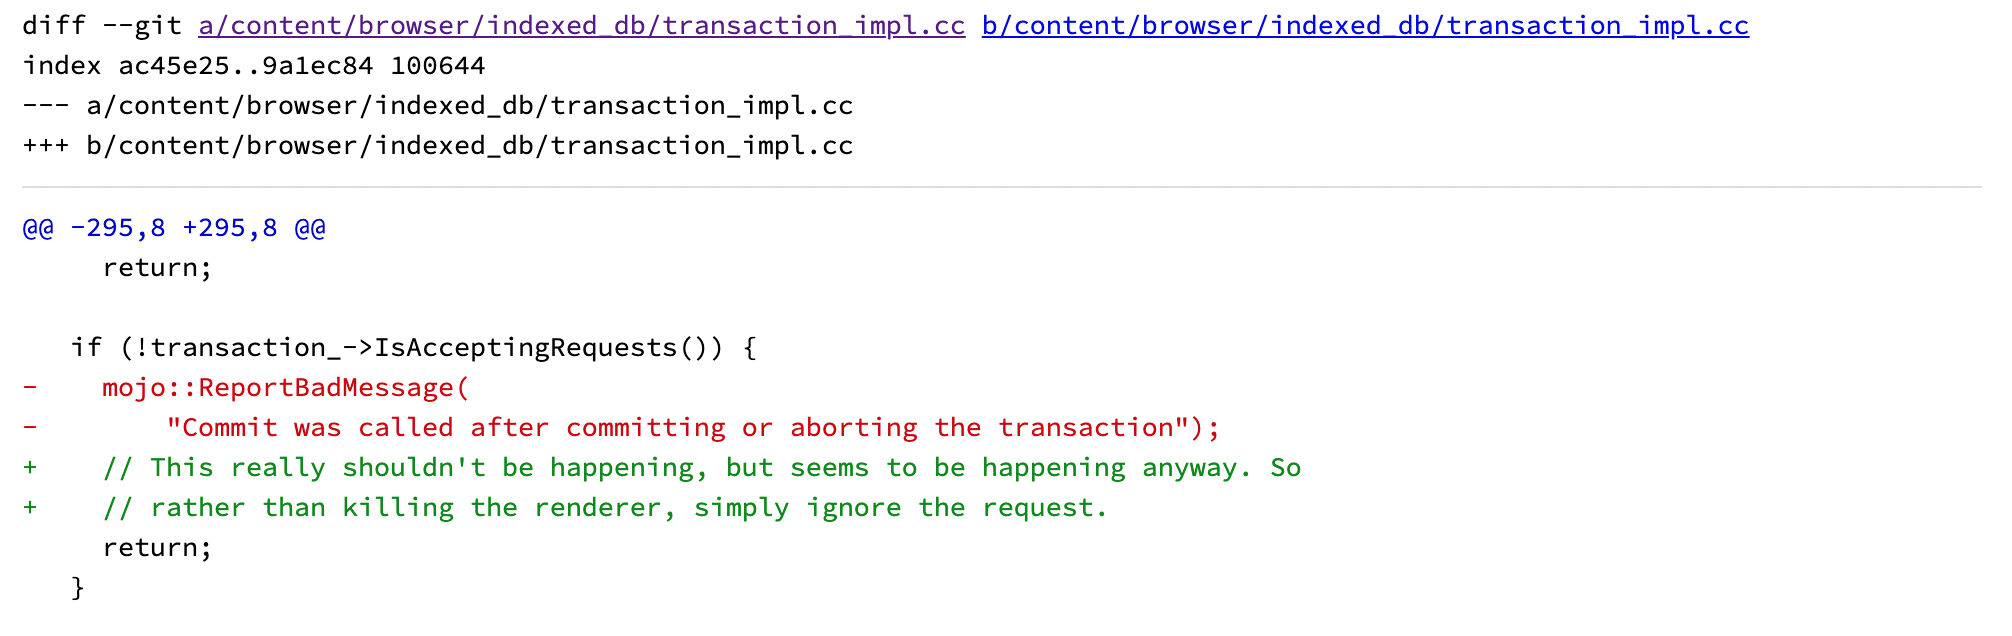 diff --git a/content/browser/indexed_db/transaction_impl.cc b/content/browser/indexed_db/transaction_impl.cc
index ac45e25..9a1ec84 100644
--- a/content/browser/indexed_db/transaction_impl.cc
+++ b/content/browser/indexed_db/transaction_impl.cc
@@ -295,8 +295,8 @@
     return;
   if (!transaction_->IsAcceptingRequests()) {
-    mojo::ReportBadMessage(
-        "Commit was called after committing or aborting the transaction");
+    // This really shouldn't be happening, but seems to be happening anyway. So
+    // rather than killing the renderer, simply ignore the request.
     return;
   }